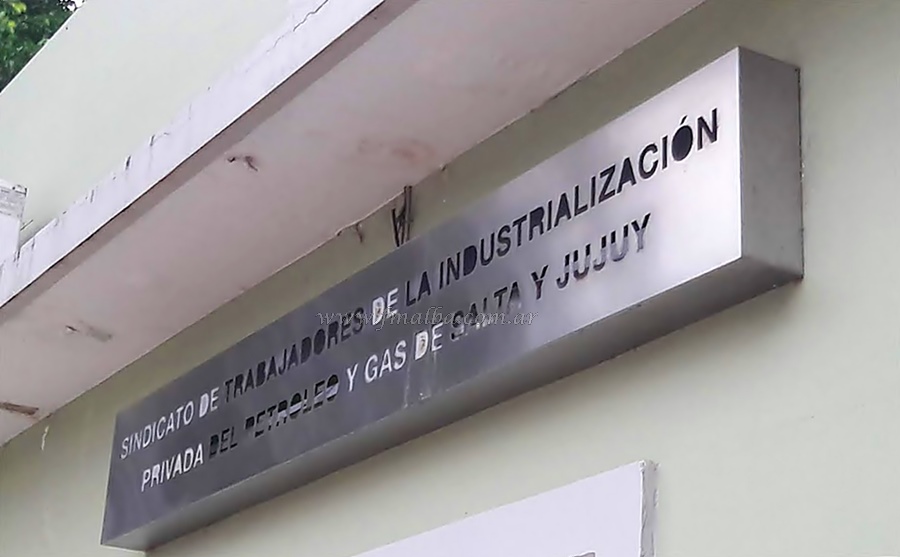 SINDICATO DE TRABAJADORES DE LA INDUSTRIALIZACIÓN
PRIVADA DEL PETROLEO Y GAS DE SALTA Y JUJUY